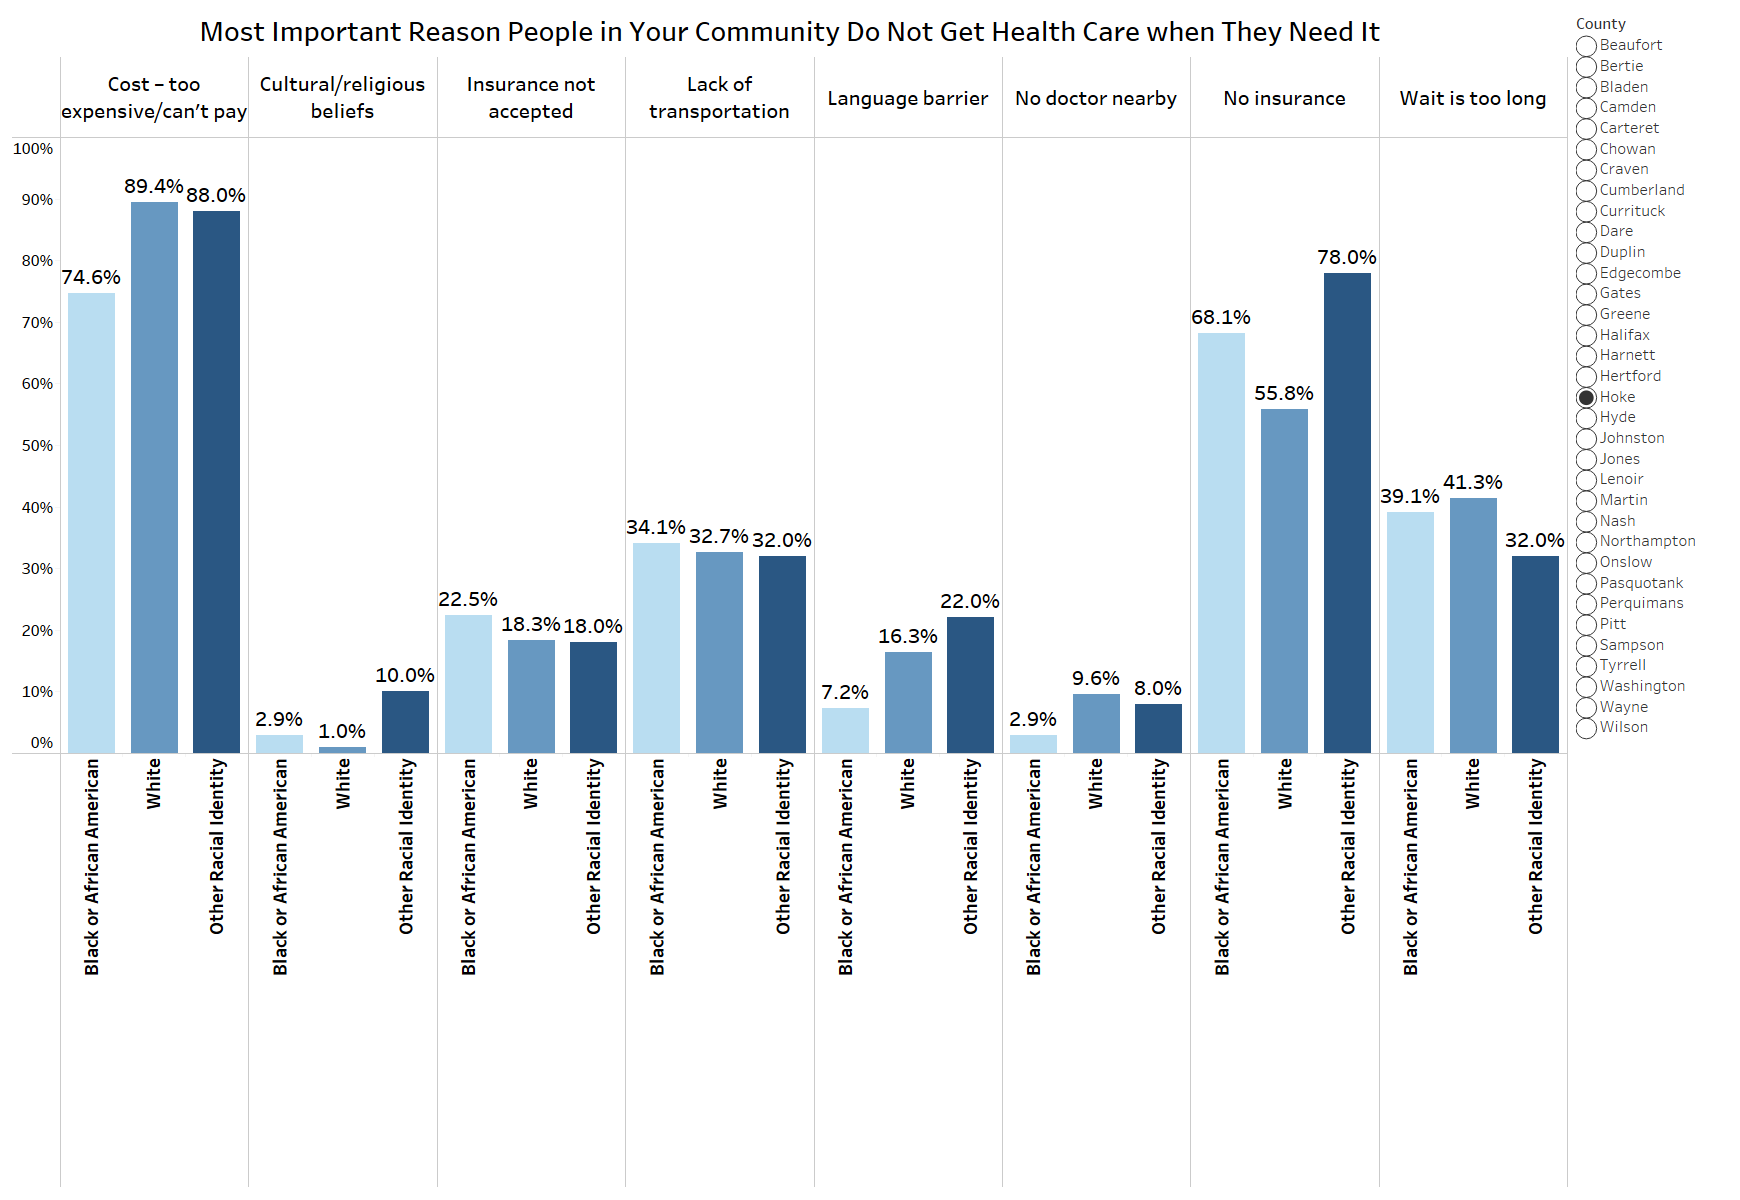 Most Important Reason People in Your Community Do Not Get Health Care when They Need It
Cost – too
expensive/can’t pay
Cultural/religious
beliefs
Insurance not
accepted
Lack of
transportation
Language barrier
No doctor nearby
No insurance
Wait is too long
100%
90%
80%
70%
60%
50%
40%
30%
20%
10%
0%
74.6%
89.4%
88.0%
2.9%
1.0%
10.0%
22.5%
18.3%
18.0%
34.1%
32.7%
32.0%
7.2%
16.3%
22.0%
2.9%
9.6%
8.0%
68.1%
55.8%
78.0%
39.1%
41.3%
32.0%
Black or African American
White
Other Racial Identity
Black or African American
White
Other Racial Identity
Black or African American
White
Other Racial Identity
Black or African American
White
Other Racial Identity
Black or African American
White
Other Racial Identity
Black or African American
White
Other Racial Identity
Black or African American
White
Other Racial Identity
Black or African American
White
Other Racial Identity
County
Beaufort
Bertie
Bladen
Camden
Carteret
Chowan
Craven
Cumberland
Currituck
Dare
Duplin
Edgecombe
Gates
Greene
Halifax
Harnett
Hertford
Hoke
Hyde
Johnston
Jones
Lenoir
Martin
Nash
Northampton
Onslow
Pasquotank
Perquimans
Pitt
Sampson
Tyrrell
Washington
Wayne
Wilson